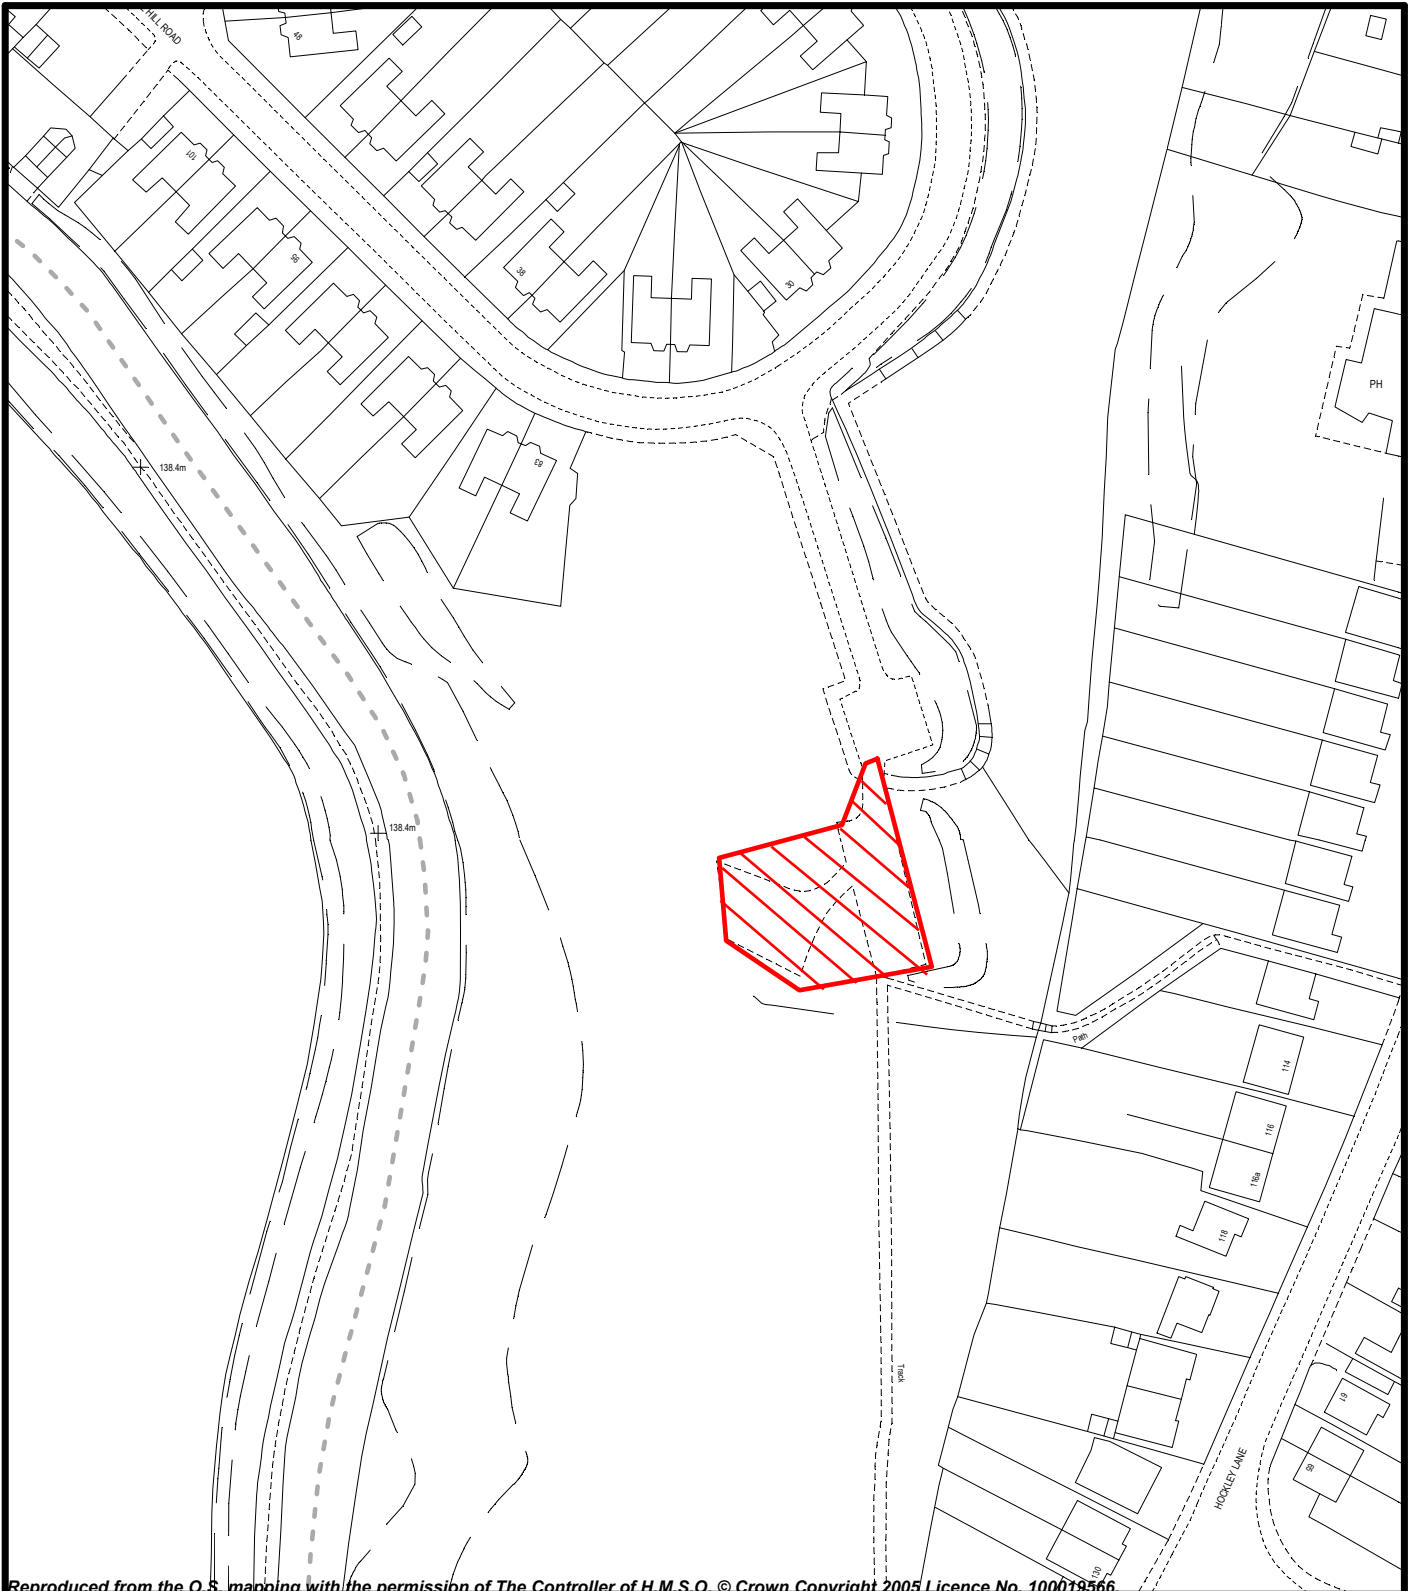 HILL ROAD
48
101
95
38
30
PH
83
138.4m
138.4m
Path
114
116
116a
118
Track
61
65
HOCKLEY LANE
130
Reproduced from the O.S. mapping with the permission of The Controller of H.M.S.O. © Crown Copyright 2005 Licence No. 100019566